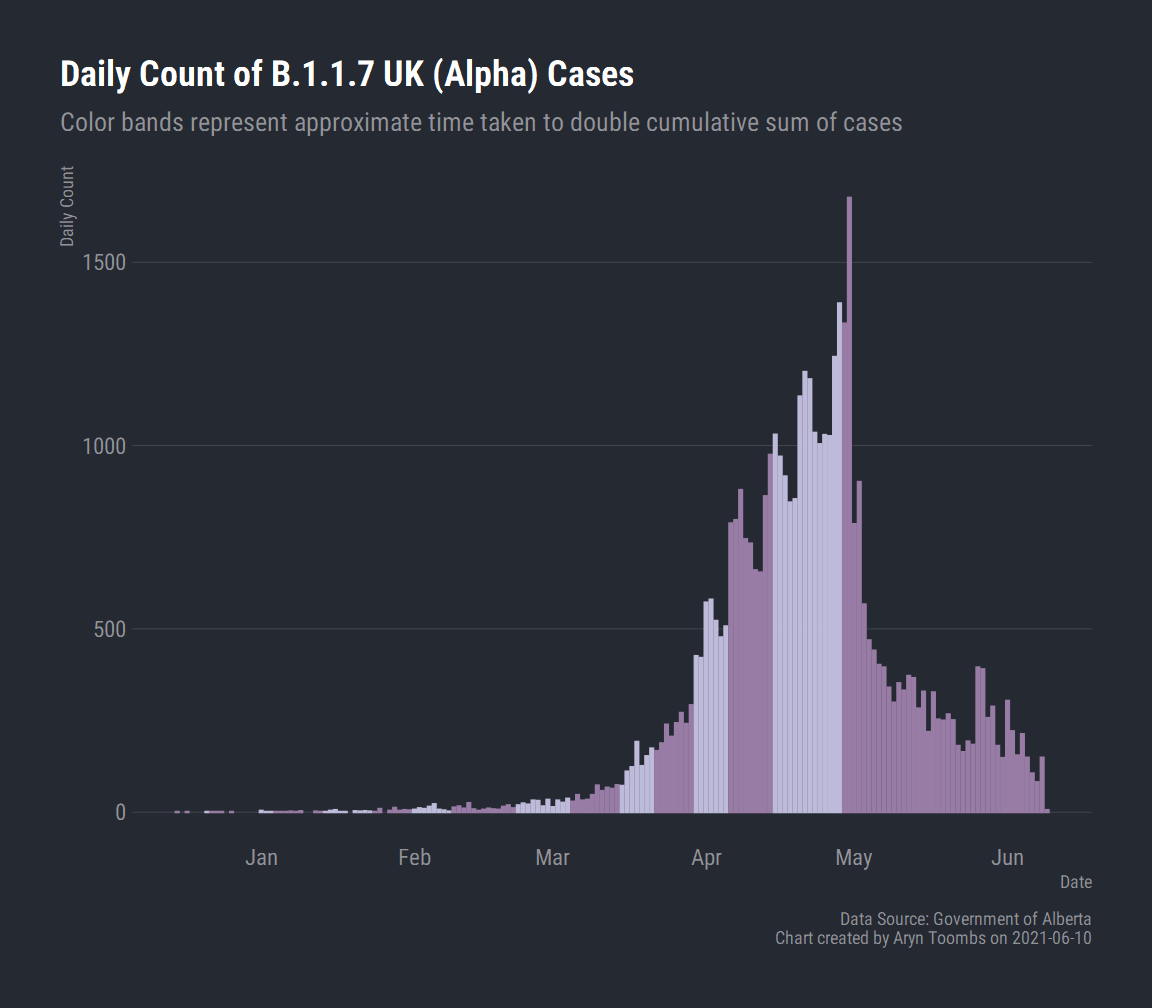 Daily Count of B.1.1.7 UK (Alpha) Cases
Color bands represent approximate time taken to double cumulative sum of cases
Daily Count
1500
1000
500
0
Jan Feb Mar Apr May Jun
Date
Data Source: Government of Alberta
Chart created by Aryn Toombs on 2021-06-10